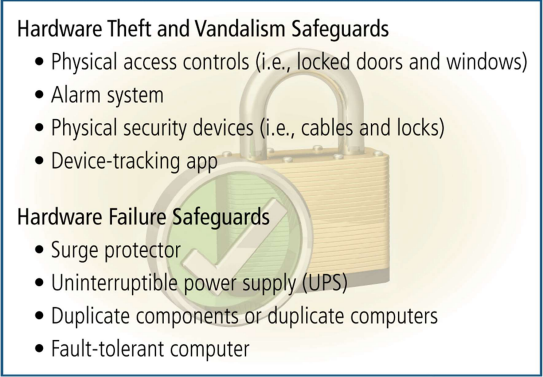 Hardware Theft and Vandalism Safeguards
• Physical access controls (i.e., locked doors and windows)
• Alarm system
• Physical security devices (i.e., cables and locks)
• Device-tracking app
Hardware Failure Safeguards
• Surge protector
• Uninterruptible power supply (UPS)
• Duplicate components or duplicate computers
• Fault-tolerant computer